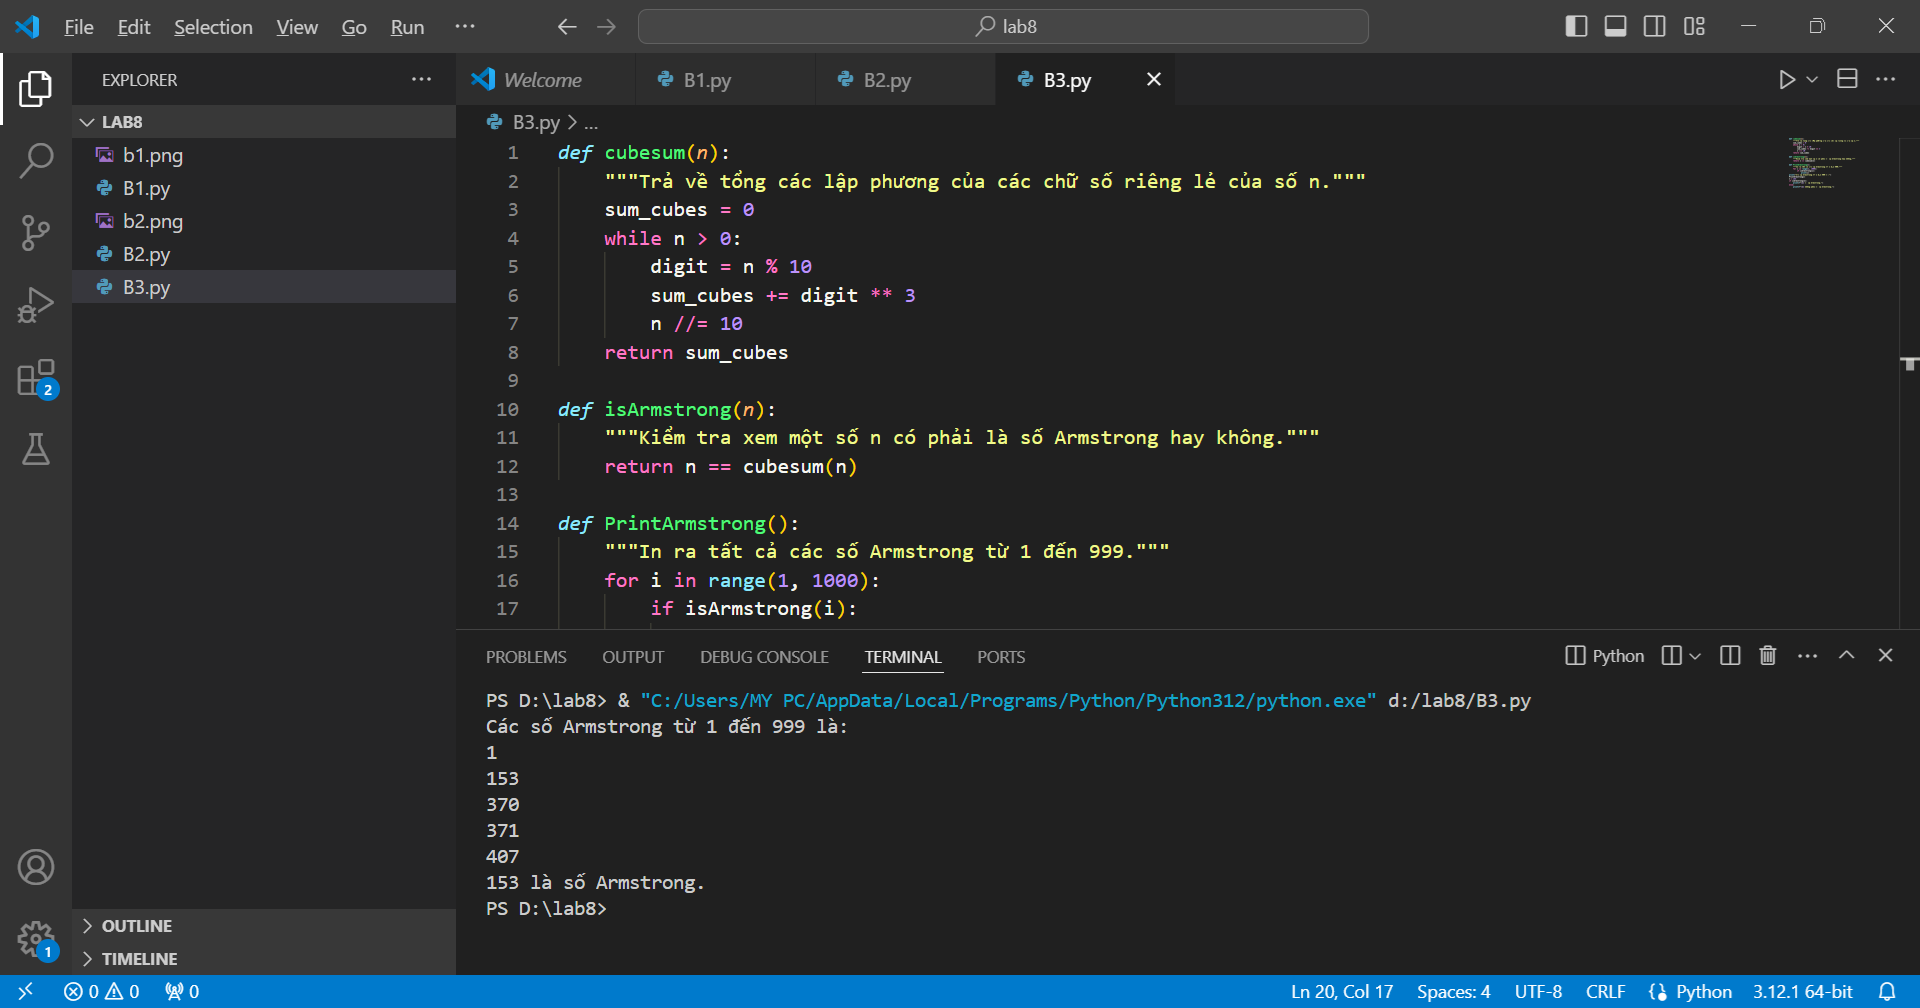 File Edit Selection View Go Run ··· lab8
EXPLORER ···
LAB8
b1.png
B1.py
b2.png
B2.py
B3.py
2
1
OUTLINE
TIMELINE
Welcome B1.py B2.py B3.py
B3.py > ...
1 def cubesum(n):
2 """Trả về tổng các lập phương của các chữ số riêng lẻ của số n."""
3 sum_cubes = 0
4 while n > 0:
5 digit = n % 10
6 sum_cubes += digit ** 3
7 n //= 10
8 return sum_cubes
9
10 def isArmstrong(n):
11 """Kiểm tra xem một số n có phải là số Armstrong hay không."""
12 return n == cubesum(n)
13
14 def PrintArmstrong():
15 """In ra tất cả các số Armstrong từ 1 đến 999."""
16 for i in range(1, 1000):
17 if isArmstrong(i):
PROBLEMS OUTPUT DEBUG CONSOLE TERMINAL PORTS Python
PS D:\lab8> & "C:/Users/MY PC/AppData/Local/Programs/Python/Python312/python.exe" d:/lab8/B3.py
Các số Armstrong từ 1 đến 999 là:
1
153
370
371
407
153 là số Armstrong.
PS D:\lab8>
0 0 0 Ln 20, Col 17 Spaces: 4 UTF-8 CRLF Python 3.12.1 64-bit